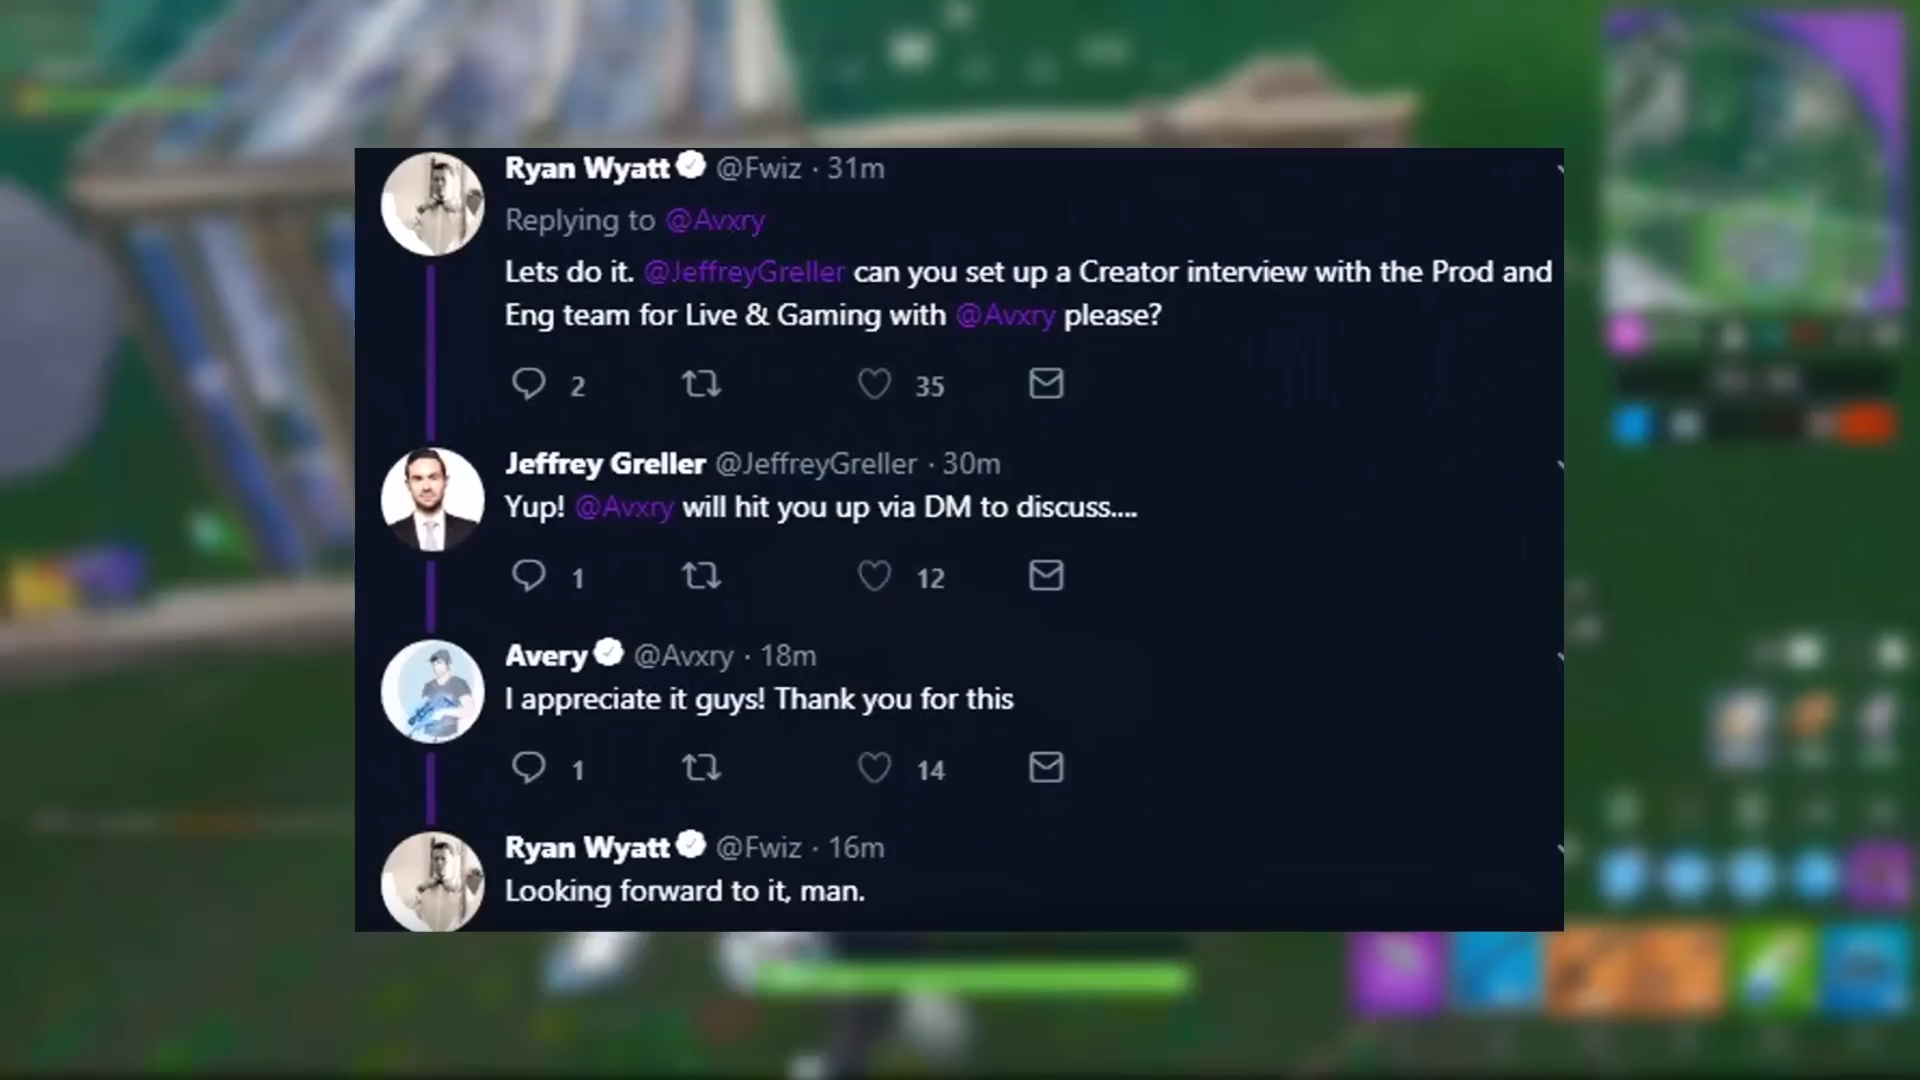 Ryan Wyatt @Fwiz · 31m
Replying to @Avxry
Lets do it. @JeffreyGreller can you set up a Creator interview with the Prod and
Eng team for Live & Gaming with @Avxry please?
2 35
Jeffrey Greller @JeffreyGreller · 30m
Yup! @Avxry will hit you up via DM to discuss....
1 12
Avery @Avxry · 18m
I appreciate it guys! Thank you for this
1 14
Ryan Wyatt @Fwiz · 16m
Looking forward to it, man.